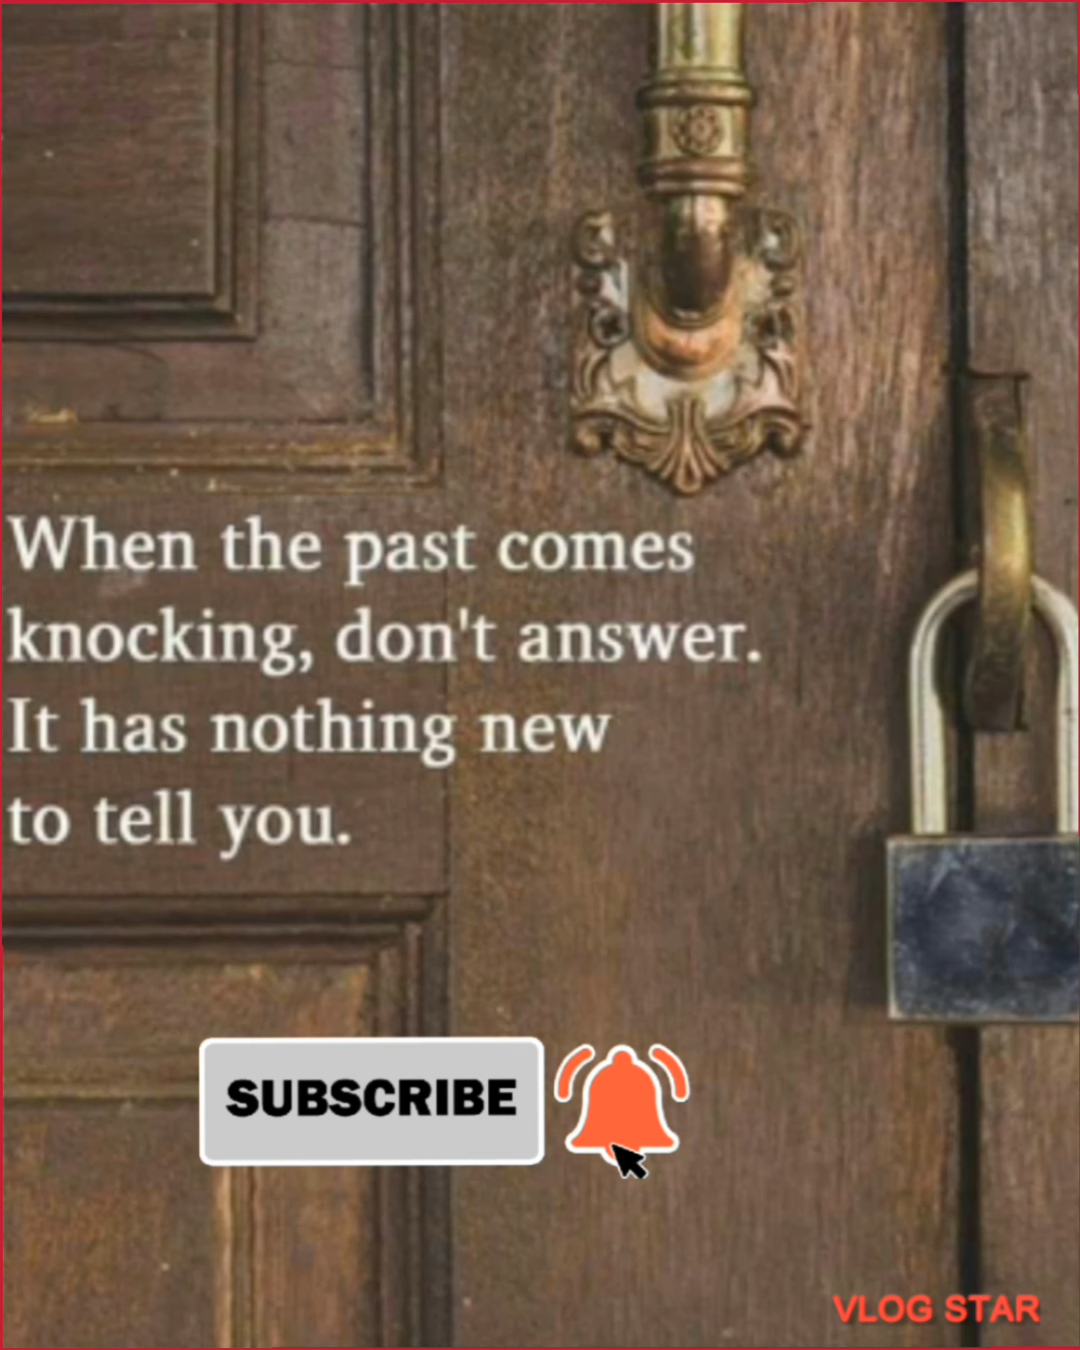 When the past comes
knocking, don't answer.
It has nothing new
to tell you.
SUBSCRIBE
VLOG STAR